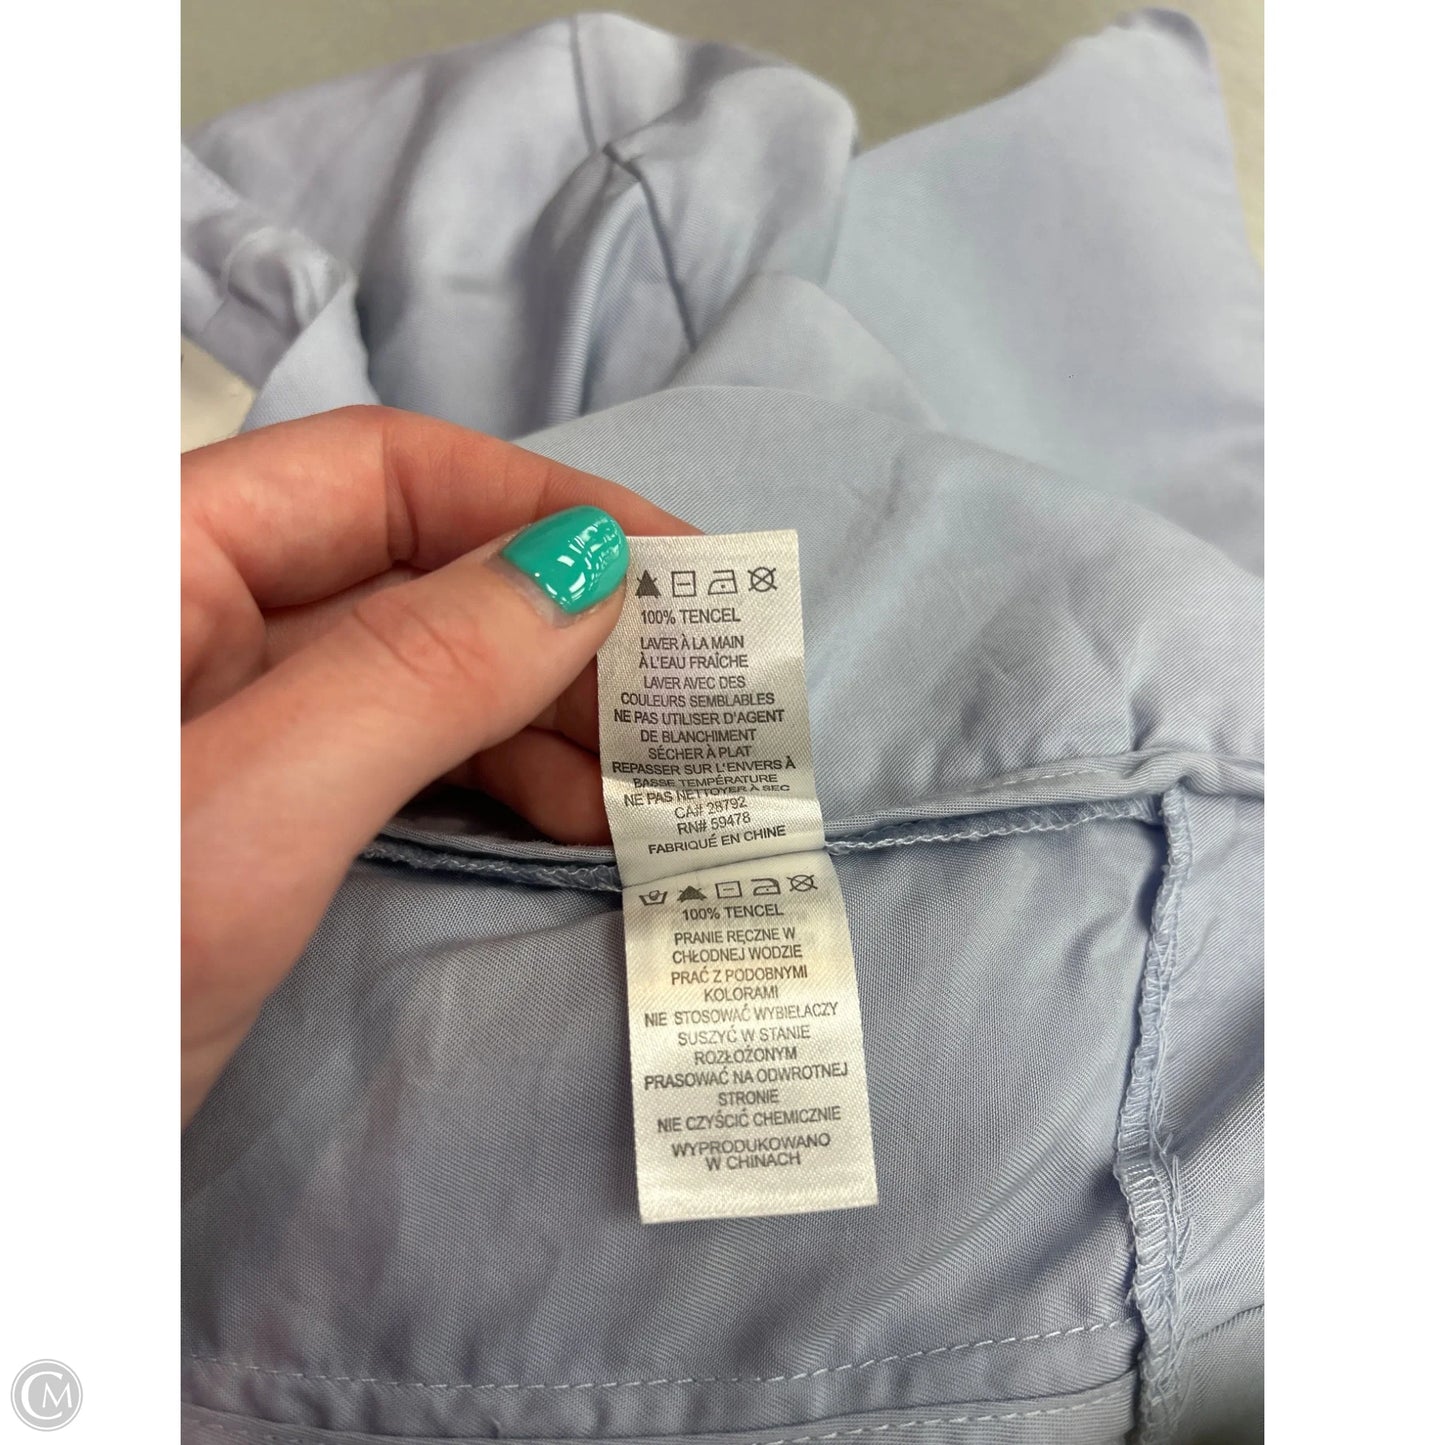 100% TENCEL
LAVER À LA MAIN
À L'EAU FRAÎCHE
LAVER AVEC DES
COULEURS SEMBLABLES
NE PAS UTILISER D'AGENT
DE BLANCHIMENT
SÉCHER À PLAT
REPASSER SUR L'ENVERS À
BASSE TEMPÉRATURE
NE PAS NETTOYER À SEC
CA# 28792
RN# 59478
FABRIQUÉ EN CHINE
100% TENCEL
PRANIE RĘCZNE W
CHŁODNEJ WODZIE
PRAĆ Z PODOBNYMI
KOLORAMI
NIE STOSOWAĆ WYBIELACZY
SUSZYĆ W STANIE
ROZŁOŻONYM
PRASOWAĆ NA ODWROTNEJ
STRONIE
NIE CZYŚCIĆ CHEMICZNIE
WYPRODUKOWANO
W CHINACH
CM